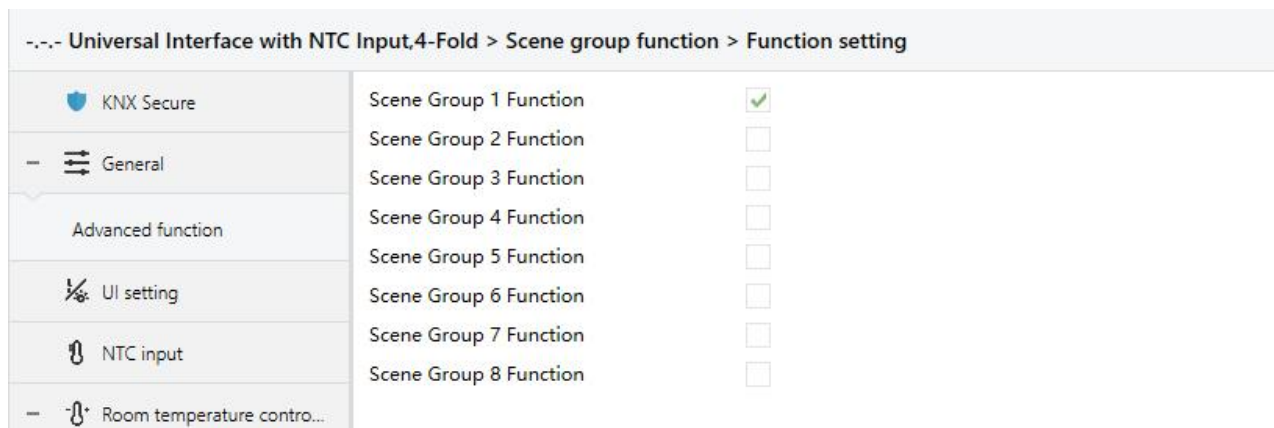 -.-.- Universal Interface with NTC Input,4-Fold > Scene group function > Function setting
KNX Secure
General
Advanced function
UI setting
NTC input
Room temperature contro...
Scene Group 1 Function
Scene Group 2 Function
Scene Group 3 Function
Scene Group 4 Function
Scene Group 5 Function
Scene Group 6 Function
Scene Group 7 Function
Scene Group 8 Function